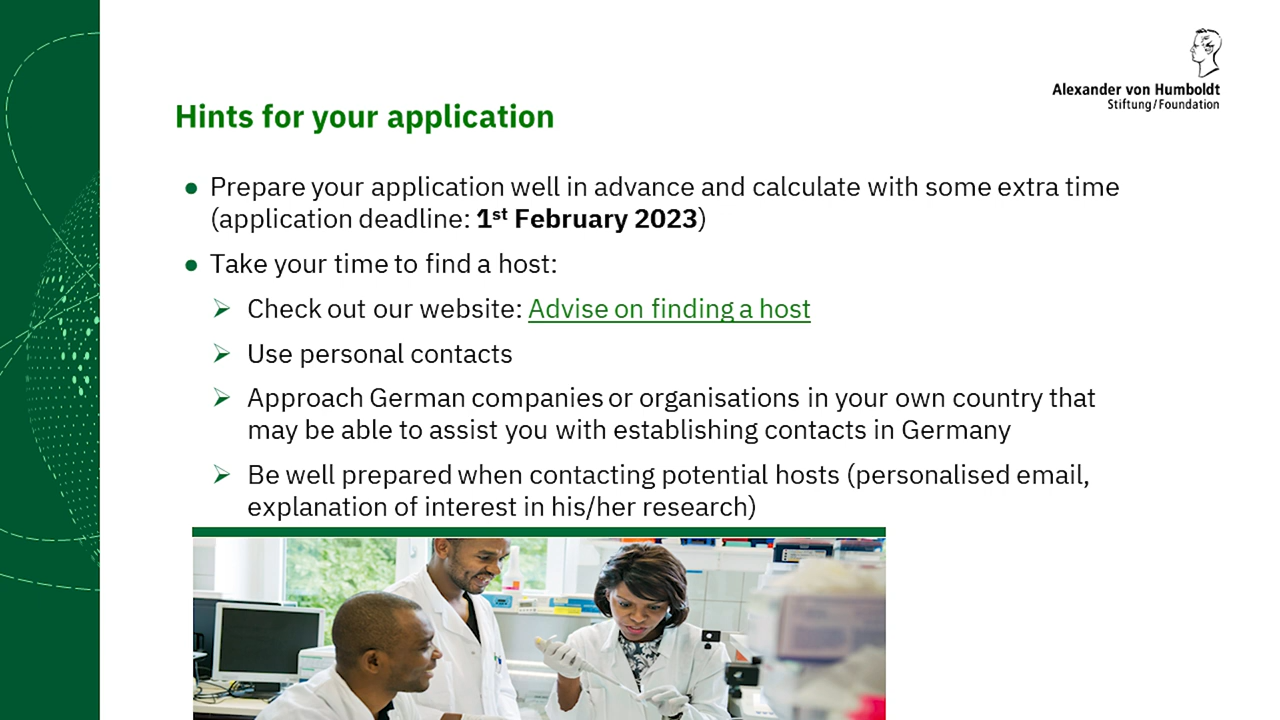 Alexander von Humboldt
Stiftung/Foundation
Hints for your application
● Prepare your application well in advance and calculate with some extra time
(application deadline: 1st February 2023)
● Take your time to find a host:
➢ Check out our website: Advise on finding a host
➢ Use personal contacts
➢ Approach German companies or organisations in your own country that
may be able to assist you with establishing contacts in Germany
➢ Be well prepared when contacting potential hosts (personalised email,
explanation of interest in his/her research)